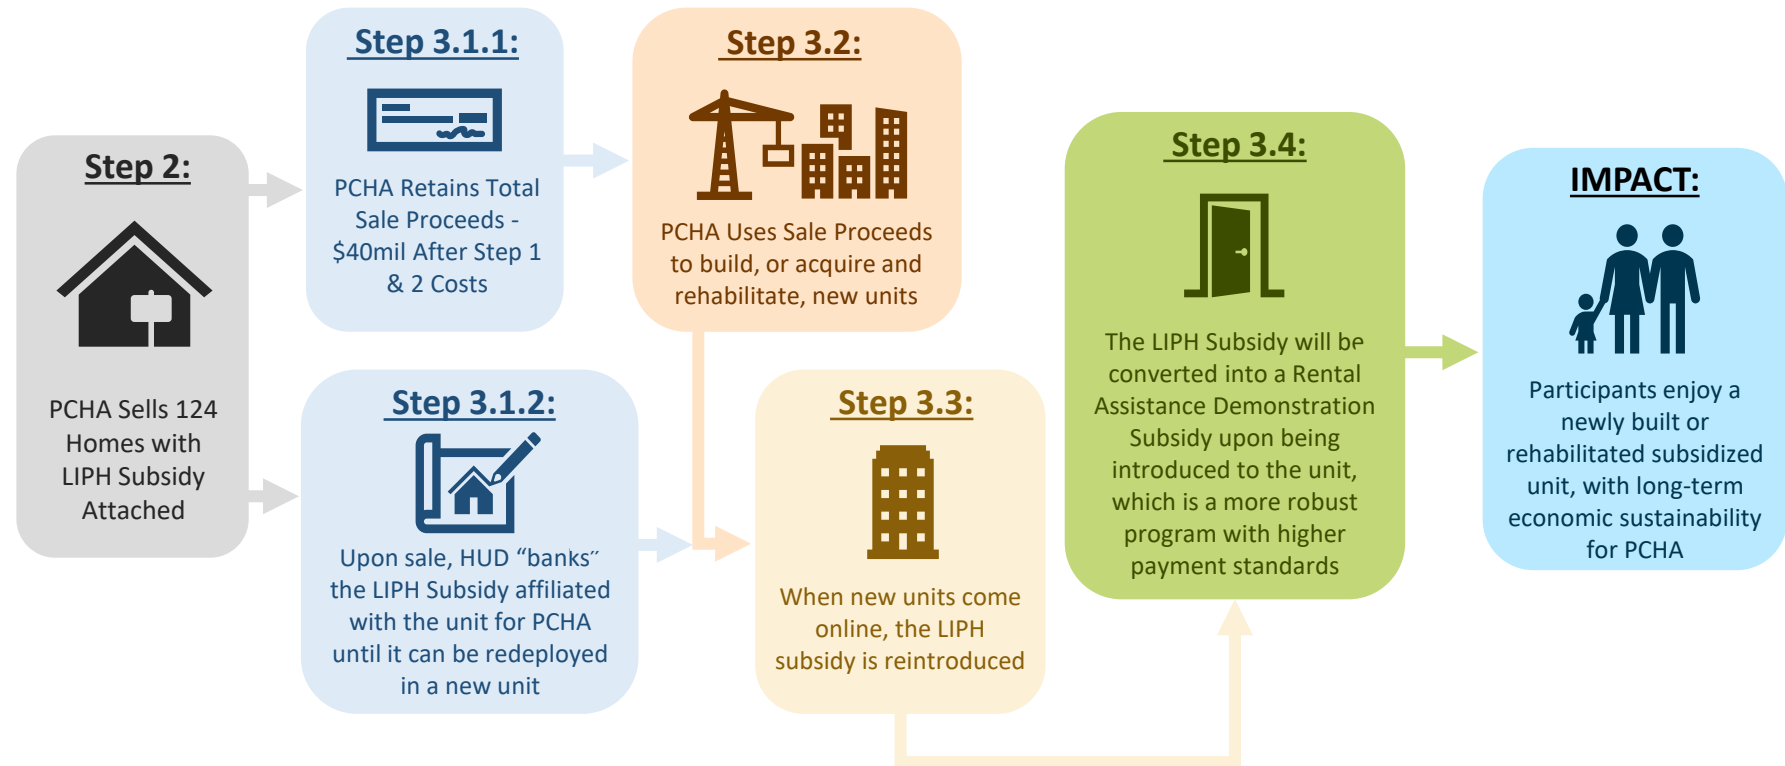 Step 2:
PCHA Sells 124
Homes with
LIPH Subsidy
Attached
Step 3.1.1:
PCHA Retains Total
Sale Proceeds -
$40mil After Step 1
& 2 Costs
Step 3.1.2:
Upon sale, HUD “banks”
the LIPH Subsidy affiliated
with the unit for PCHA
until it can be redeployed
in a new unit
Step 3.2:
PCHA Uses Sale Proceeds
to build, or acquire and
rehabilitate, new units
Step 3.3:
When new units come
online, the LIPH
subsidy is reintroduced
Step 3.4:
The LIPH Subsidy will be
converted into a Rental
Assistance Demonstration
Subsidy upon being
introduced to the unit,
which is a more robust
program with higher
payment standards
IMPACT:
Participants enjoy a
newly built or
rehabilitated subsidized
unit, with long-term
economic sustainability
for PCHA